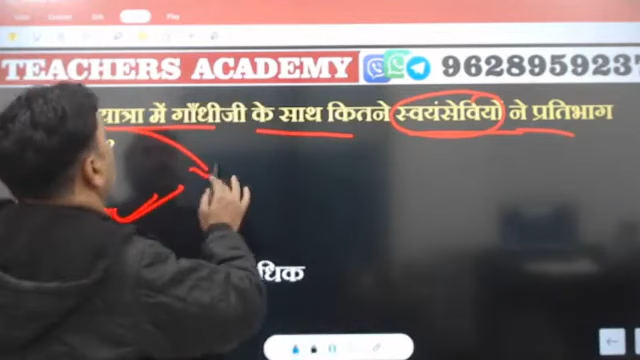 TEACHERS ACADEMY 962895923
यात्रा में गाँधीजी के साथ कितने स्वयंसेवियों ने प्रतिभाग
?
धिक